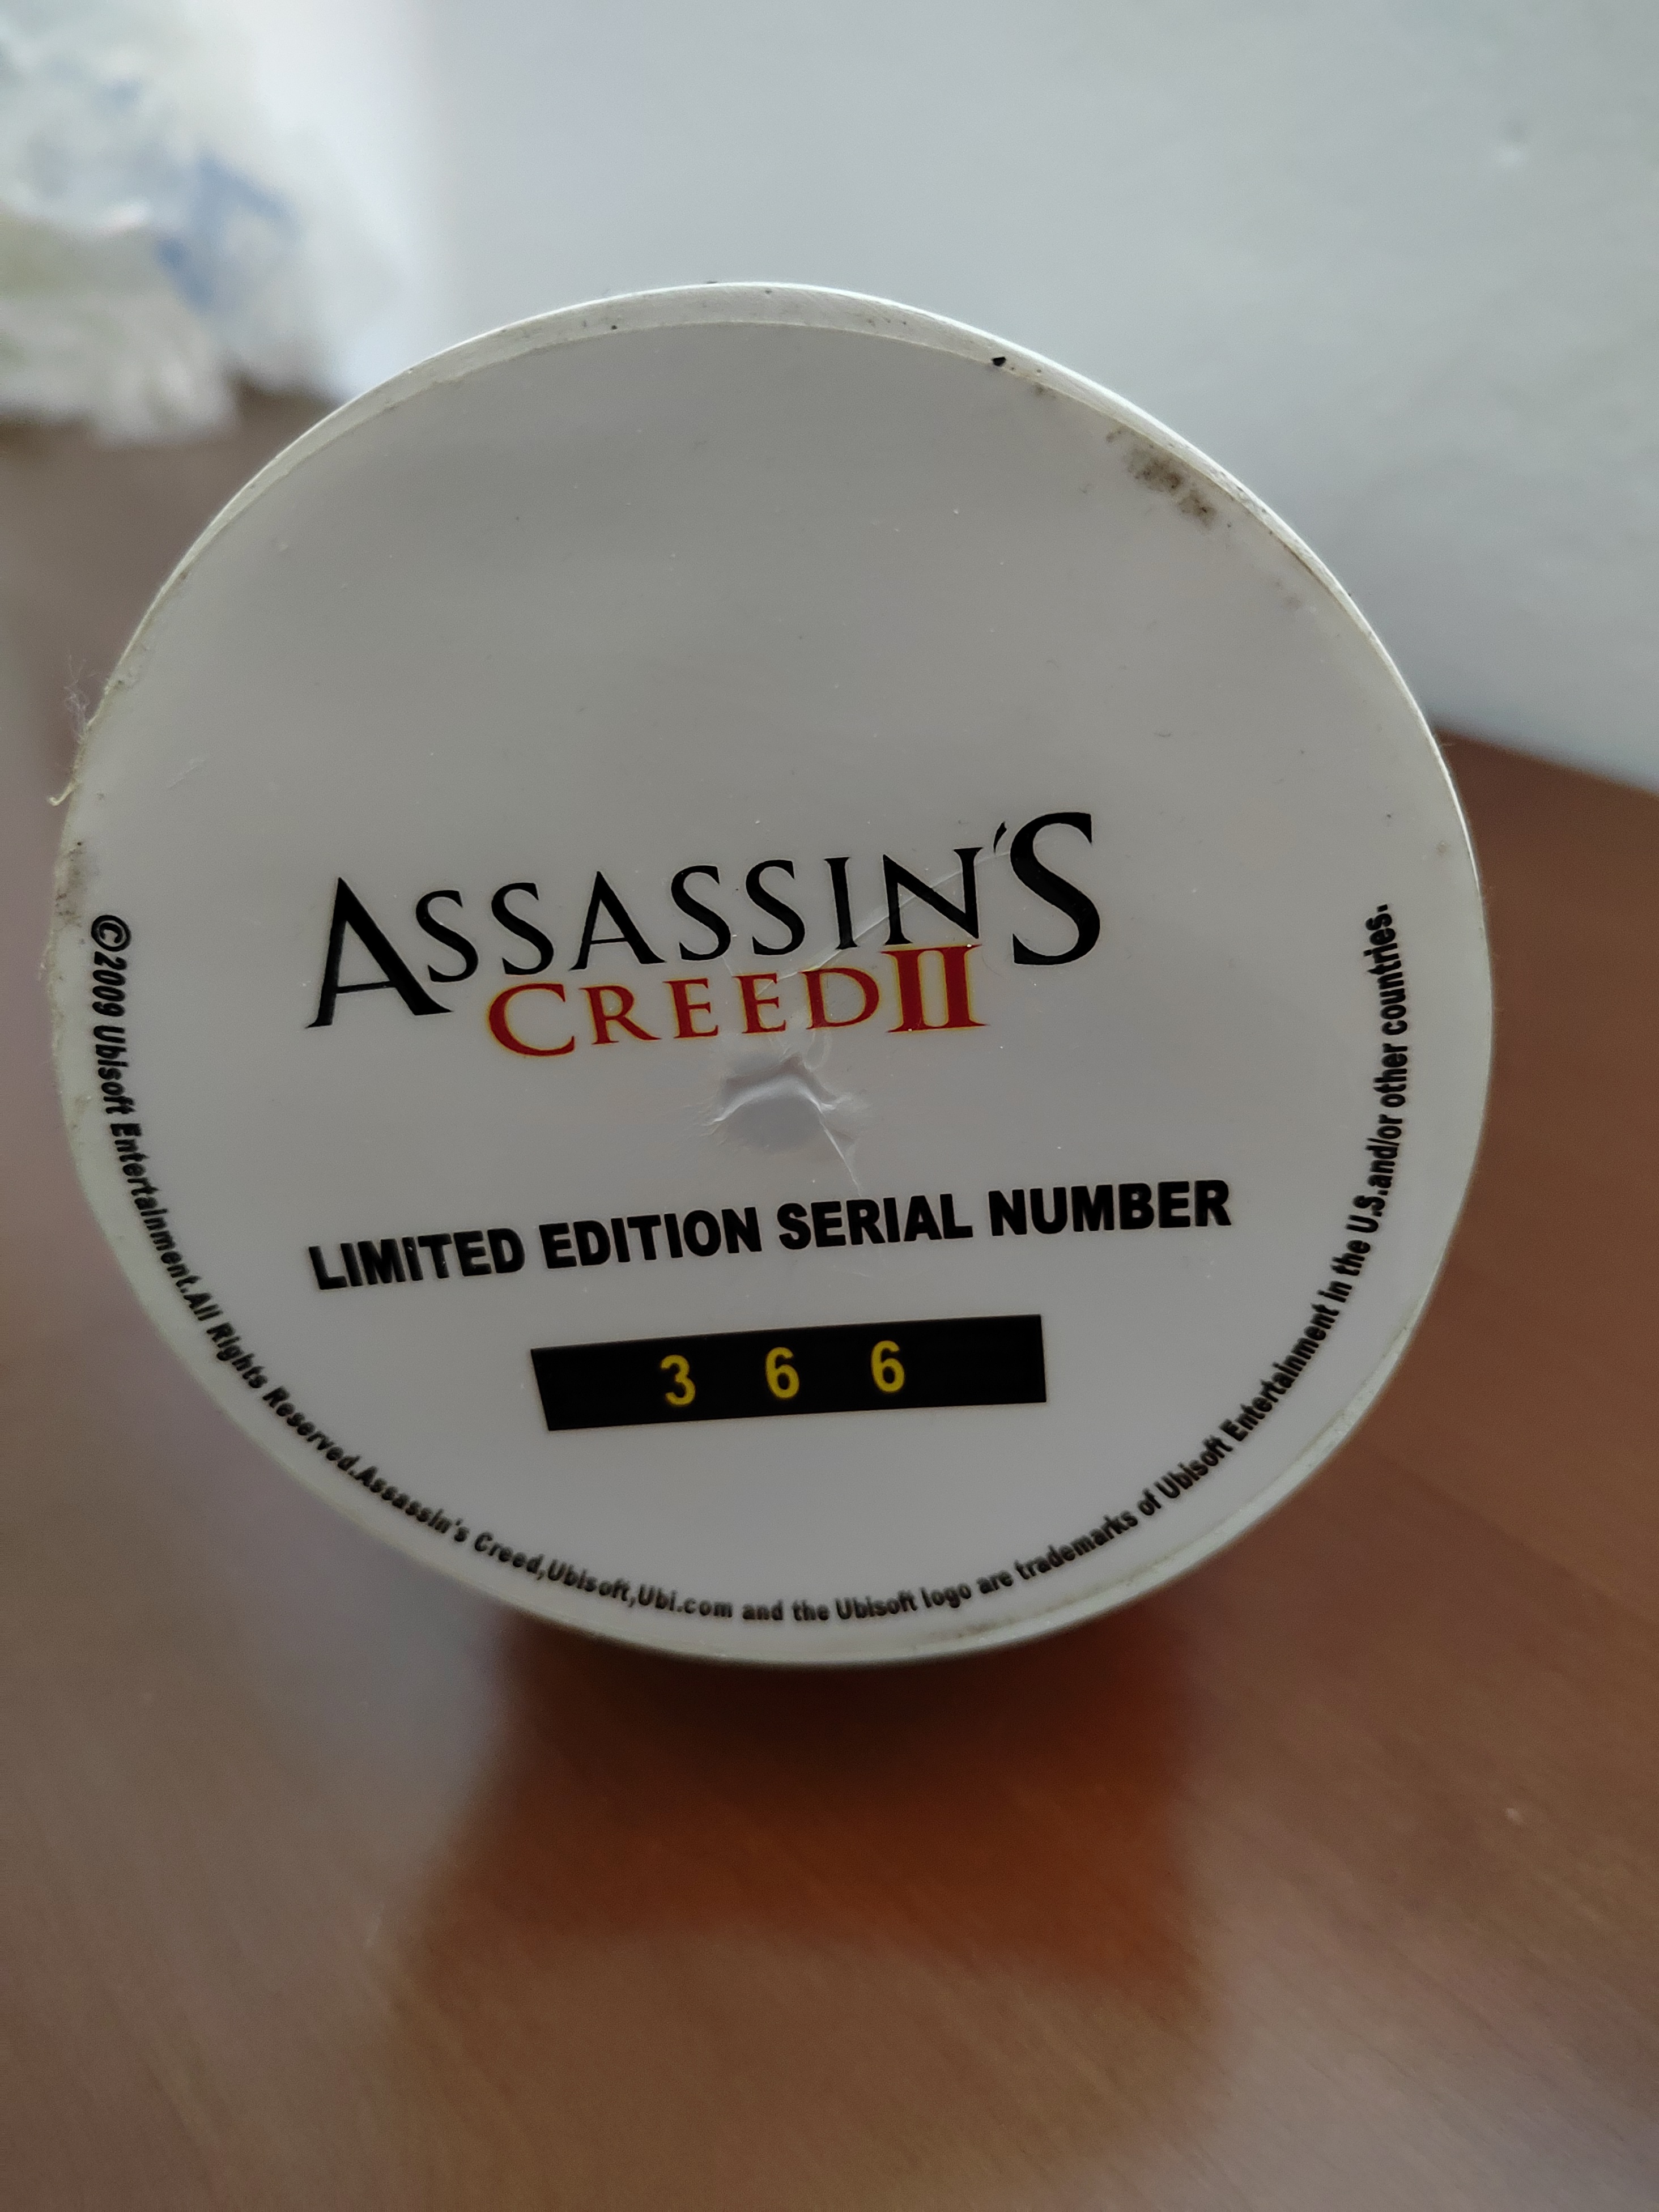 ASSASSIN'S
CREED II
LIMITED EDITION SERIAL NUMBER
3 6 6
©2009 Ubisoft Entertainment.All Rights Reserved.Assassin's Creed,Ubisoft,Ubi.com and the Ubisoft logo are trademarks of Ubisoft Entertainment in the U.S.and/or other countries.